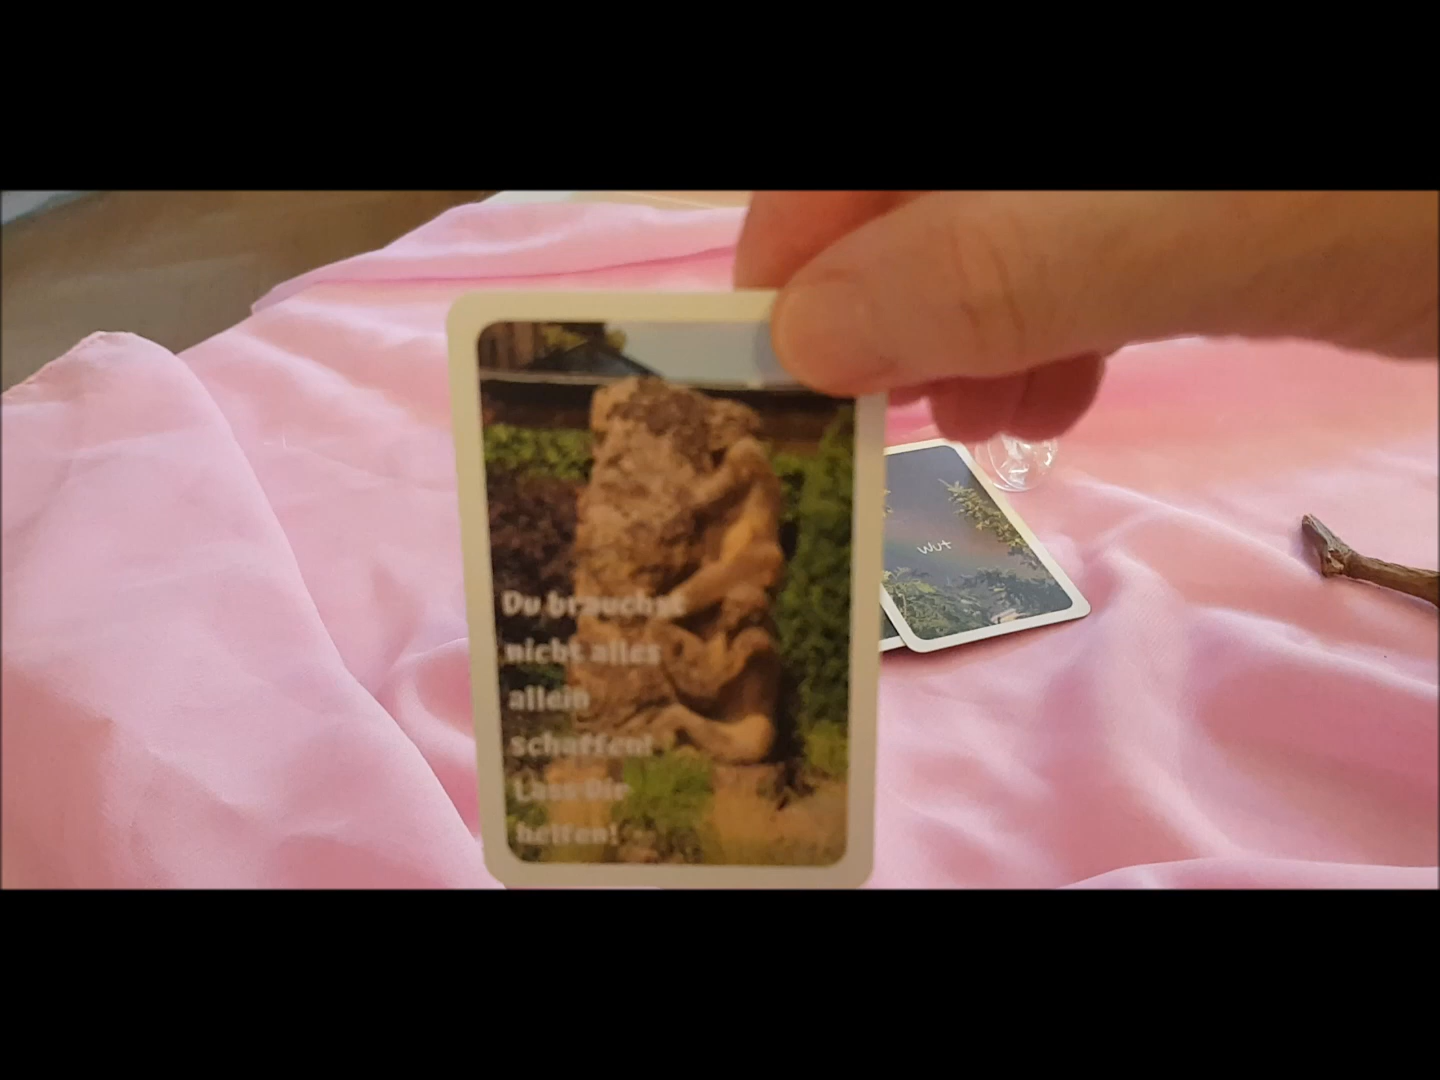 Du brauchst
nicht alles
allein
schaffen!
Lass Dir
helfen!
wut